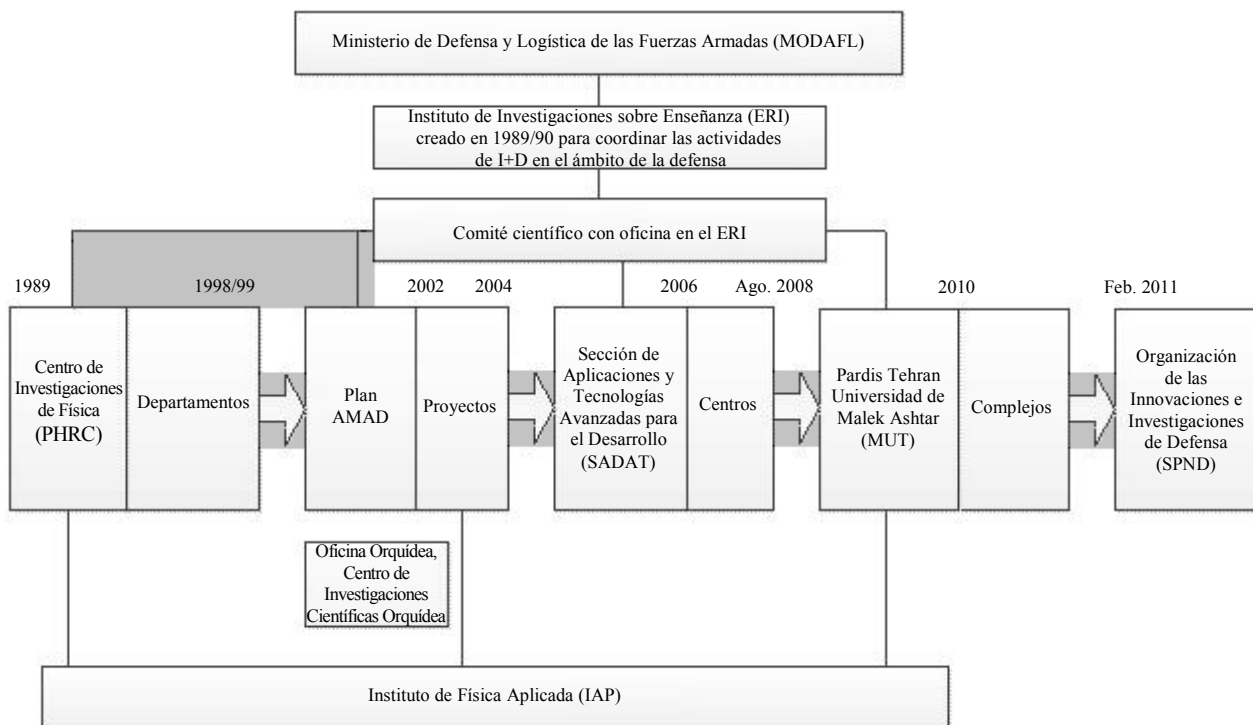 Ministerio de Defensa y Logística de las Fuerzas Armadas (MODAFL)
Instituto de Investigaciones sobre Enseñanza (ERI)
creado en 1989/90 para coordinar las actividades
de I+D en el ámbito de la defensa
Comité científico con oficina en el ERI
1989
1998/99
2002
2004
2006
Ago. 2008
2010
Feb. 2011
Centro de
Investigaciones
de Física
(PHRC)
Departamentos
Plan
AMAD
Proyectos
Sección de
Aplicaciones y
Tecnologías
Avanzadas para
el Desarrollo
(SADAT)
Centros
Pardis Tehran
Universidad de
Malek Ashtar
(MUT)
Complejos
Organización
de las
Innovaciones e
Investigaciones
de Defensa
(SPND)
Oficina Orquídea,
Centro de
Investigaciones
Científicas Orquídea
Instituto de Física Aplicada (IAP)